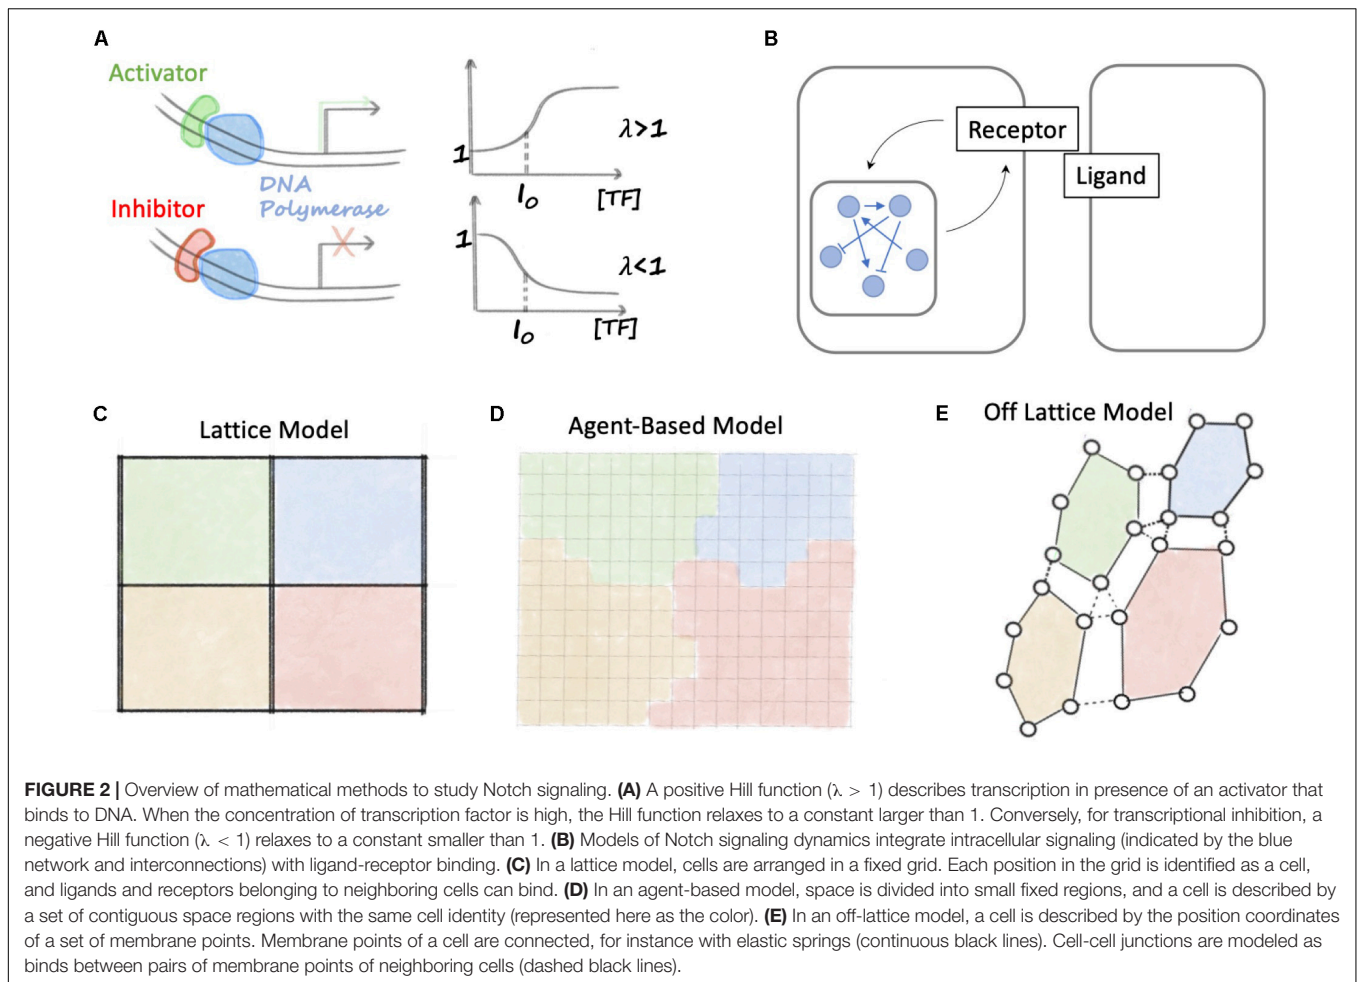 A
Activator
DNA
Polymerase
Inhibitor
X
1
λ>1
I₀
[TF]
1
λ<1
I₀
[TF]
B
Receptor
Ligand
C
Lattice Model
D
Agent-Based Model
E
Off Lattice Model
FIGURE 2 | Overview of mathematical methods to study Notch signaling. (A) A positive Hill function (λ > 1) describes transcription in presence of an activator that
binds to DNA. When the concentration of transcription factor is high, the Hill function relaxes to a constant larger than 1. Conversely, for transcriptional inhibition, a
negative Hill function (λ < 1) relaxes to a constant smaller than 1. (B) Models of Notch signaling dynamics integrate intracellular signaling (indicated by the blue
network and interconnections) with ligand-receptor binding. (C) In a lattice model, cells are arranged in a fixed grid. Each position in the grid is identified as a cell,
and ligands and receptors belonging to neighboring cells can bind. (D) In an agent-based model, space is divided into small fixed regions, and a cell is described by
a set of contiguous space regions with the same cell identity (represented here as the color). (E) In an off-lattice model, a cell is described by the position coordinates
of a set of membrane points. Membrane points of a cell are connected, for instance with elastic springs (continuous black lines). Cell-cell junctions are modeled as
binds between pairs of membrane points of neighboring cells (dashed black lines).